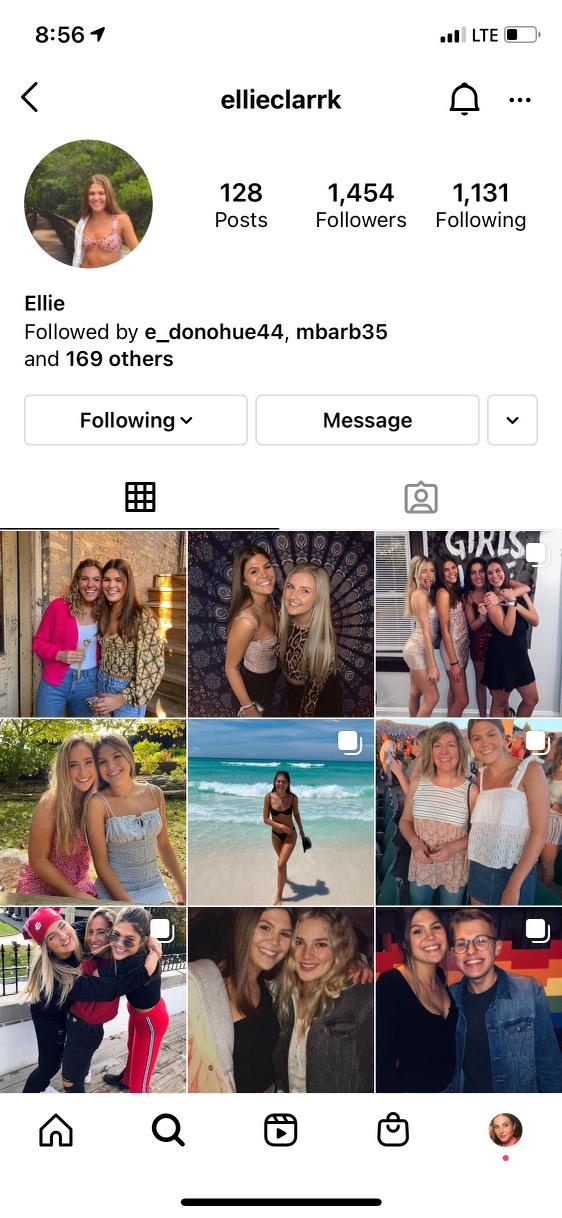 8:56
LTE
ellieclarrk
128
Posts
1,454
Followers
1,131
Following
Ellie
Followed by e_donohue44, mbarb35
and 169 others
Following
Message
GIRLS